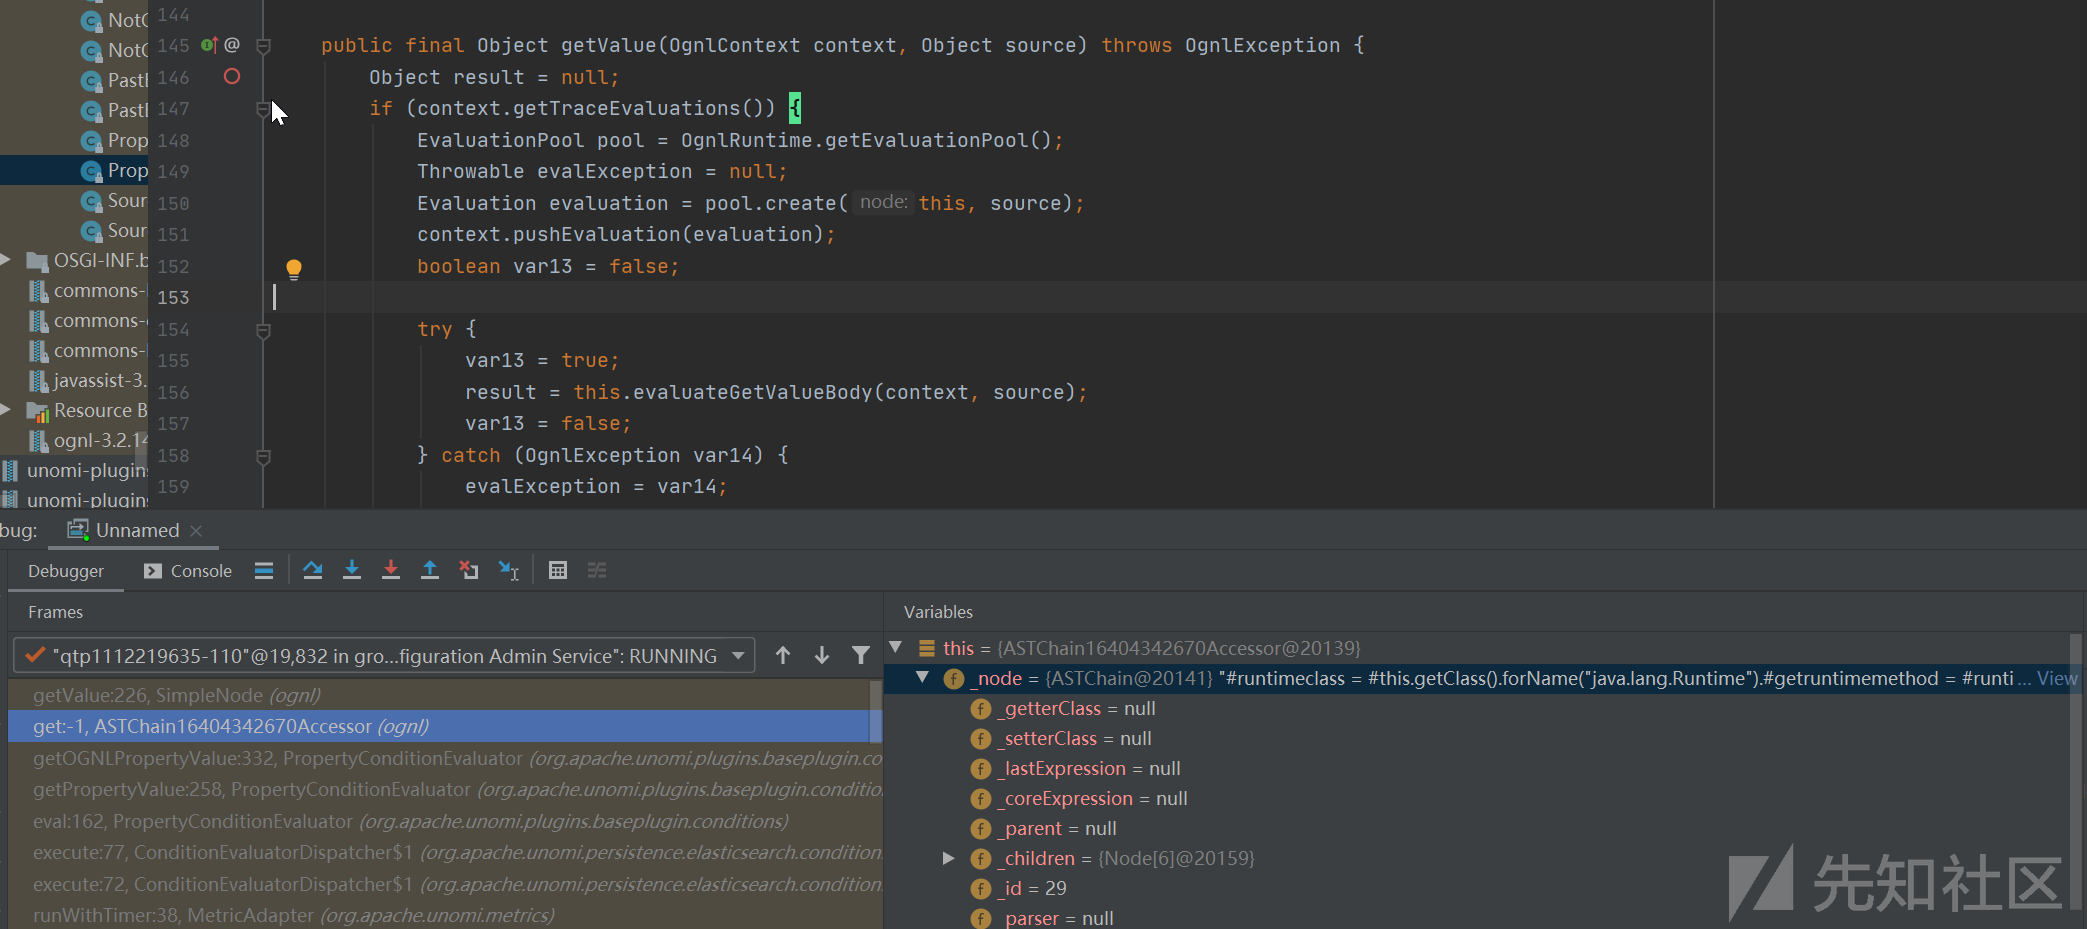 144
NotC
145 public final Object getValue(OgnlContext context, Object source) throws OgnlException {
NotC
146 Object result = null;
PastE
147 if (context.getTraceEvaluations()) {
PastE
148 EvaluationPool pool = OgnlRuntime.getEvaluationPool();
Prop
149 Throwable evalException = null;
Prop
150 Evaluation evaluation = pool.create( node: this, source);
Sour
151 context.pushEvaluation(evaluation);
Sour
152 boolean var13 = false;
OSGI-INF.b
153
commons-
154 try {
commons-
155 var13 = true;
commons-
156 result = this.evaluateGetValueBody(context, source);
javassist-3.
157 var13 = false;
Resource B
158 } catch (OgnlException var14) {
ognl-3.2.14
159 evalException = var14;
unomi-plugins
unomi-plugins
bug: Unnamed
Debugger Console
Frames
"qtp1112219635-110"@19,832 in gro...figuration Admin Service": RUNNING
getValue:226, SimpleNode (ognl)
get:-1, ASTChain16404342670Accessor (ognl)
getOGNLPropertyValue:332, PropertyConditionEvaluator (org.apache.unomi.plugins.baseplugin.co
getPropertyValue:258, PropertyConditionEvaluator (org.apache.unomi.plugins.baseplugin.condition
eval:162, PropertyConditionEvaluator (org.apache.unomi.plugins.baseplugin.conditions)
execute:77, ConditionEvaluatorDispatcher$1 (org.apache.unomi.persistence.elasticsearch.condition
execute:72, ConditionEvaluatorDispatcher$1 (org.apache.unomi.persistence.elasticsearch.condition
runWithTimer:38, MetricAdapter (org.apache.unomi.metrics)
Variables
this = {ASTChain16404342670Accessor@20139}
_node = {ASTChain@20141} "#runtimeclass = #this.getClass().forName("java.lang.Runtime").#getruntimemethod = #runti ... View
_getterClass = null
_setterClass = null
_lastExpression = null
_coreExpression = null
_parent = null
_children = {Node[6]@20159}
_id = 29
_parser = null
先知社区